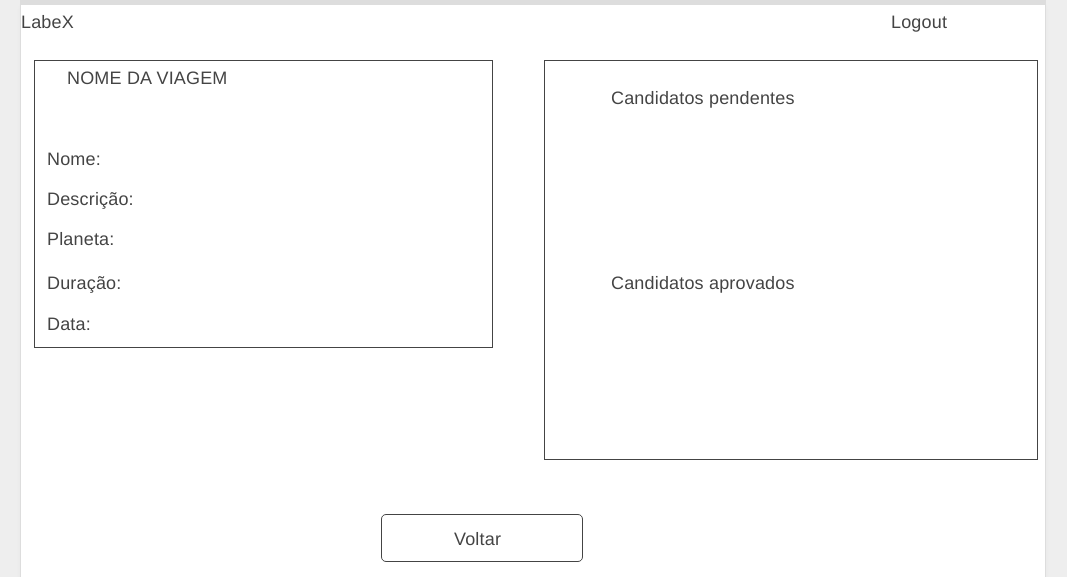 LabeX
Logout
NOME DA VIAGEM
Nome:
Descrição:
Planeta:
Duração:
Data:
Candidatos pendentes
Candidatos aprovados
Voltar